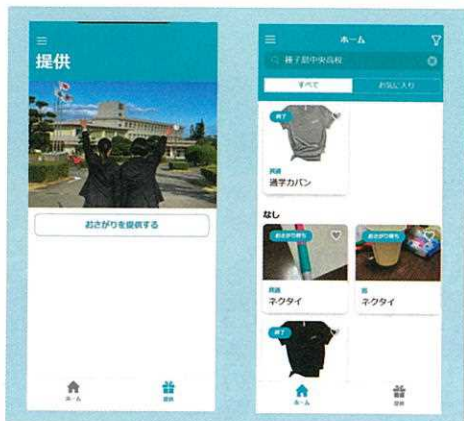 提供
おさがりを提供する
ホーム
提供
ホーム
種子島中央高校
すべて
お気に入り
終了
共通
通学カバン
なし
おさがり待ち
共通
ネクタイ
おさがり待ち
ネクタイ
終了
ホーム
提供